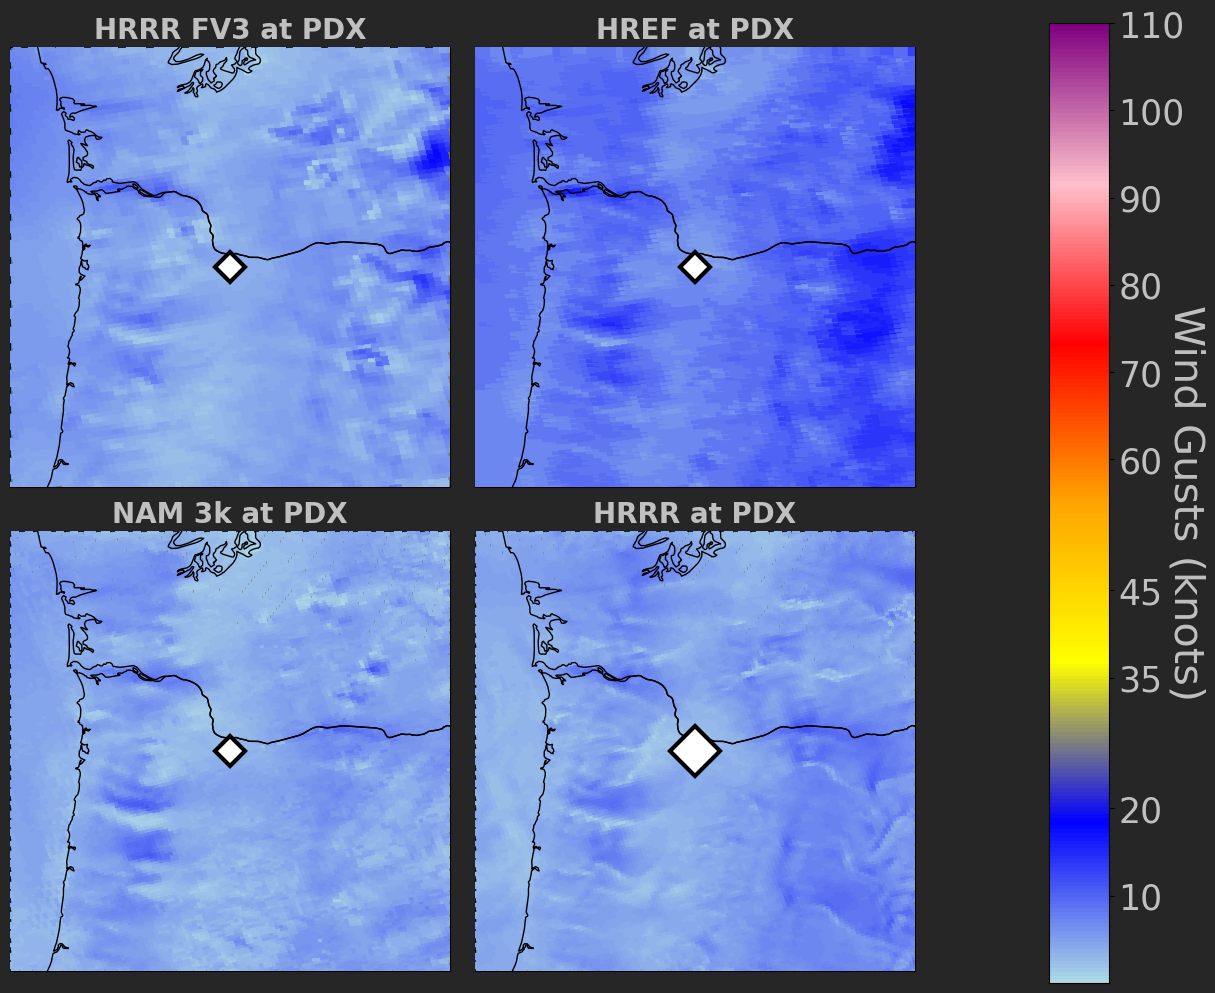 HRRR FV3 at PDX
HREF at PDX
NAM 3k at PDX
HRRR at PDX
110
100
90
80
70
60
45
35
20
10
Wind Gusts (knots)